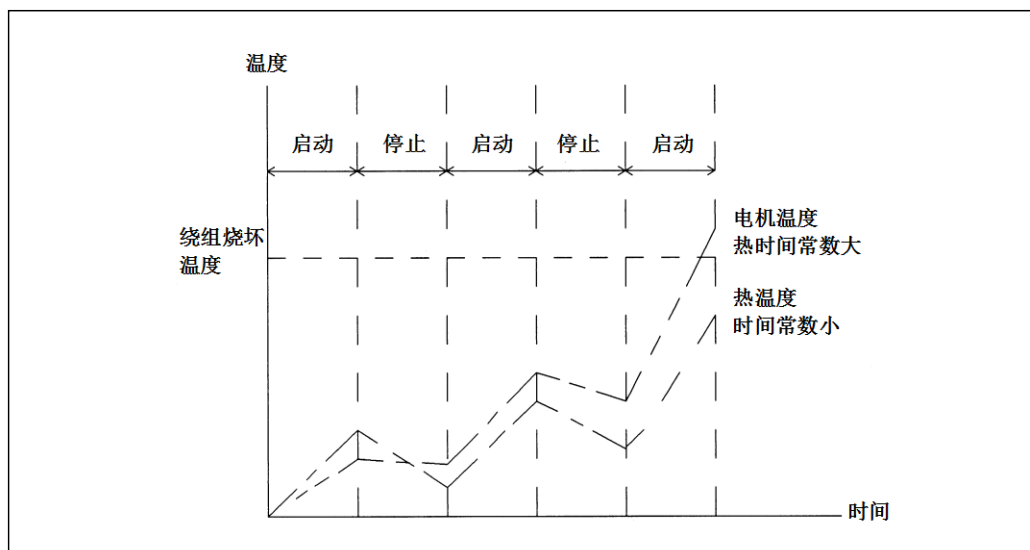 温度
启动
停止
启动
停止
启动
绕组烧坏
温度
电机温度
热时间常数大
热温度
时间常数小
时间